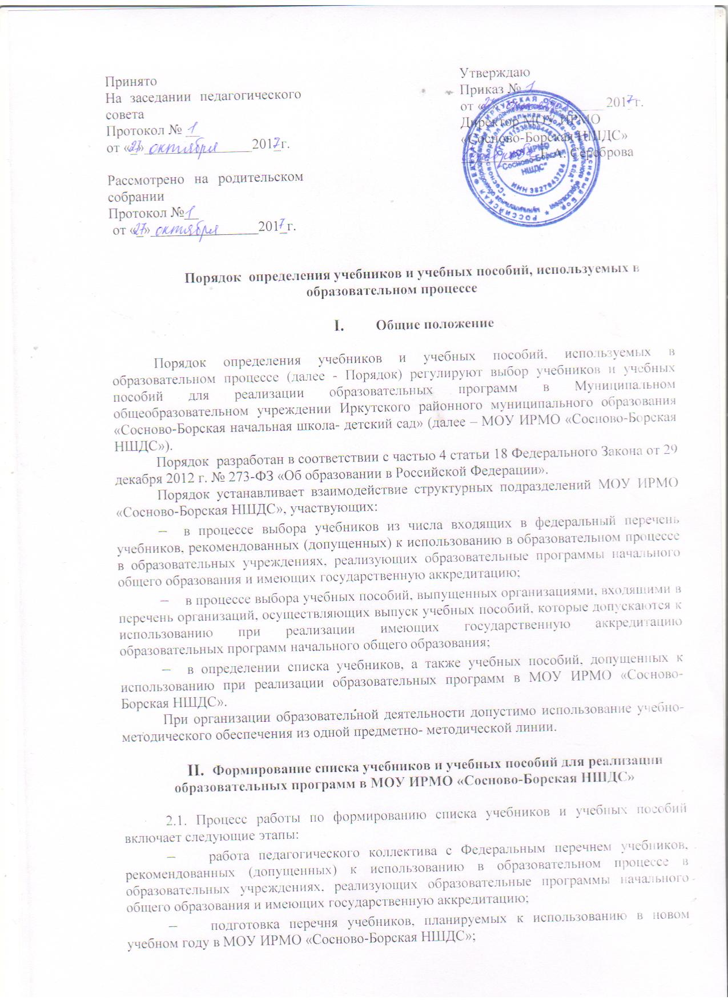 Принято
На заседании педагогического
совета
Протокол № 1
от «27» октября 2017г.
Рассмотрено на родительском
собрании
Протокол №1
от «27» октября 2017г.
Утверждаю
Приказ № 1
от «27» 2017г.
Директор МОУ ИРМО
«Сосново-Борская НШДС»
Г. А. Сереброва
РОССИЙСКАЯ ФЕДЕРАЦИЯ ИРКУТСКАЯ ОБЛАСТЬ
МОУ ИРМО
"Сосново-Борская
НШДС"
ИНН 3827043704
Порядок определения учебников и учебных пособий, используемых в
образовательном процессе
I. Общие положение
Порядок определения учебников и учебных пособий, используемых в
образовательном процессе (далее - Порядок) регулируют выбор учебников и учебных
пособий для реализации образовательных программ в Муниципальном
общеобразовательном учреждении Иркутского районного муниципального образования
«Сосново-Борская начальная школа- детский сад» (далее – МОУ ИРМО «Сосново-Борская
НШДС»).
Порядок разработан в соответствии с частью 4 статьи 18 Федерального Закона от 29
декабря 2012 г. № 273-ФЗ «Об образовании в Российской Федерации».
Порядок устанавливает взаимодействие структурных подразделений МОУ ИРМО
«Сосново-Борская НШДС», участвующих:
– в процессе выбора учебников из числа входящих в федеральный перечень
учебников, рекомендованных (допущенных) к использованию в образовательном процессе
в образовательных учреждениях, реализующих образовательные программы начального
общего образования и имеющих государственную аккредитацию;
– в процессе выбора учебных пособий, выпущенных организациями, входящими в
перечень организаций, осуществляющих выпуск учебных пособий, которые допускаются к
использованию при реализации имеющих государственную аккредитацию
образовательных программ начального общего образования;
– в определении списка учебников, а также учебных пособий, допущенных к
использованию при реализации образовательных программ в МОУ ИРМО «Сосново-
Борская НШДС».
При организации образовательной деятельности допустимо использование учебно-
методического обеспечения из одной предметно- методической линии.
II. Формирование списка учебников и учебных пособий для реализации
образовательных программ в МОУ ИРМО «Сосново-Борская НШДС»
2.1. Процесс работы по формированию списка учебников и учебных пособий
включает следующие этапы:
– работа педагогического коллектива с Федеральным перечнем учебников,
рекомендованных (допущенных) к использованию в образовательном процессе в
образовательных учреждениях, реализующих образовательные программы начального
общего образования и имеющих государственную аккредитацию;
– подготовка перечня учебников, планируемых к использованию в новом
учебном году в МОУ ИРМО «Сосново-Борская НШДС»;